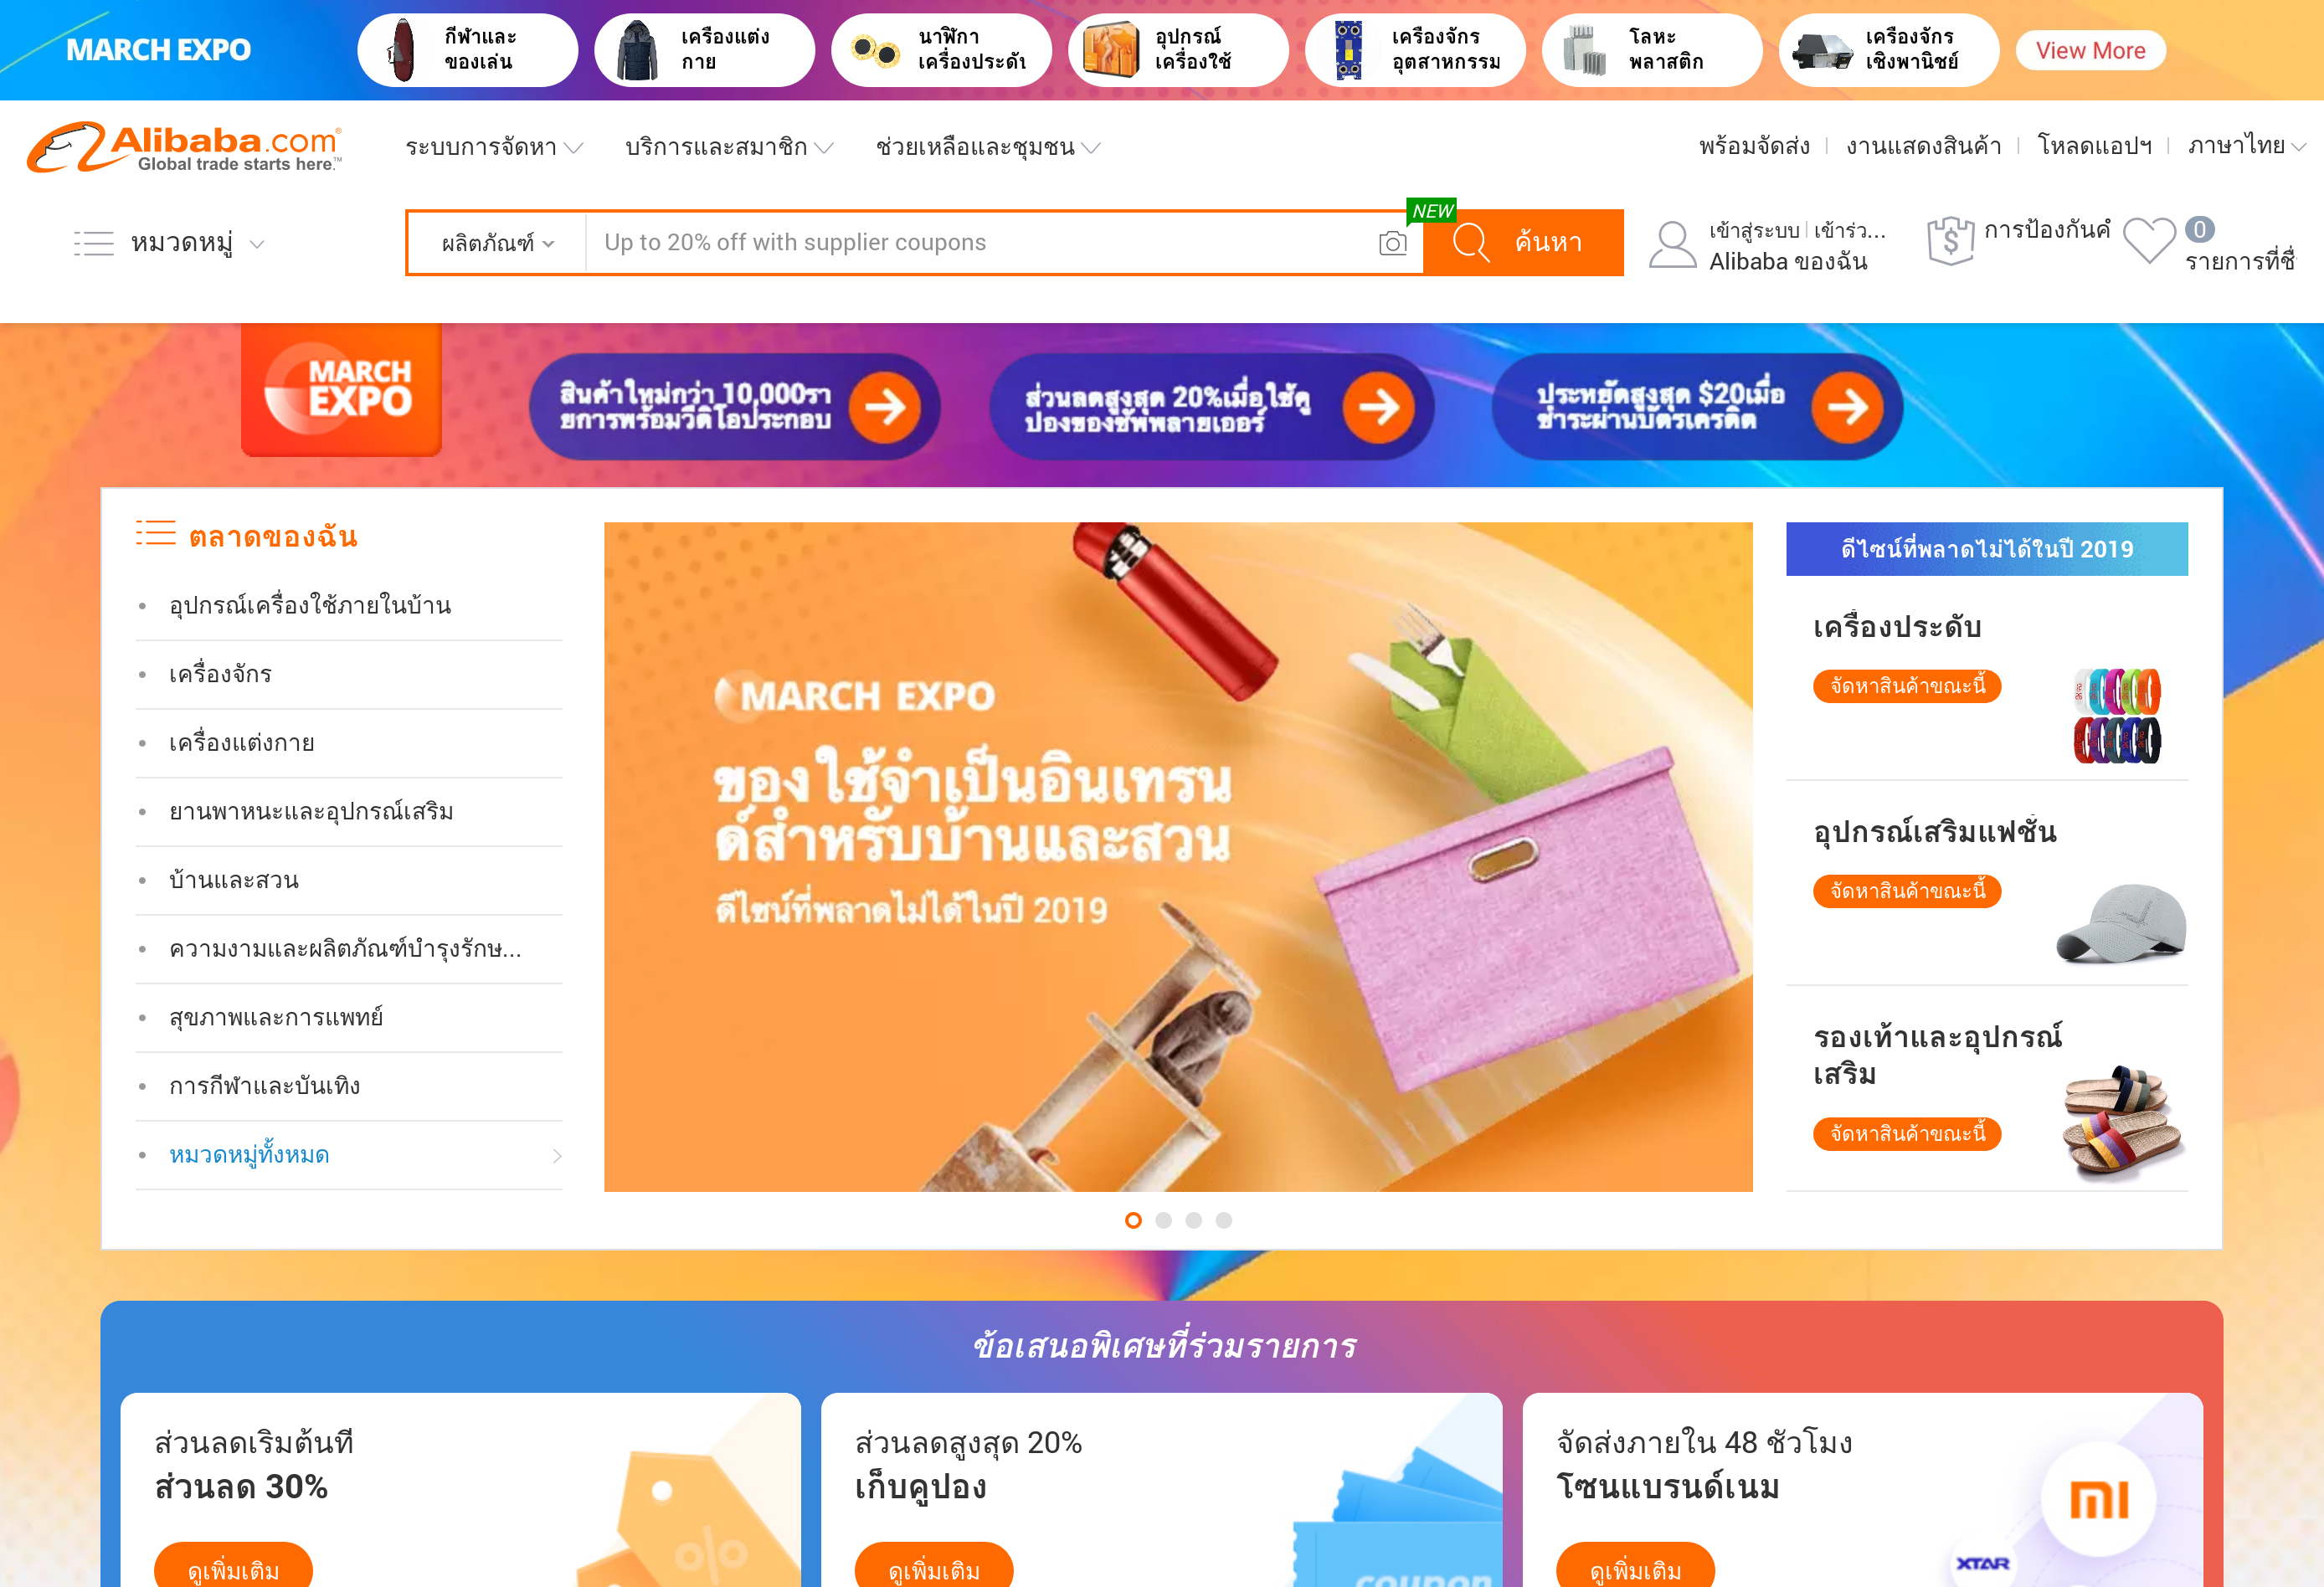 MARCH EXPO
กีฬาและ
ของเล่น
เครื่องแต่ง
กาย
นาฬิกา
เครื่องประดับ
อุปกรณ์
เครื่องใช้
เครื่องจักร
อุตสาหกรรม
โลหะ
พลาสติก
เครื่องจักร
เชิงพานิชย์
View More
Alibaba.com®
Global trade starts here.™
ระบบการจัดหา
บริการและสมาชิก
ช่วยเหลือและชุมชน
พร้อมจัดส่ง
งานแสดงสินค้า
โหลดแอปฯ
ภาษาไทย
หมวดหมู่
ผลิตภัณฑ์
Up to 20% off with supplier coupons
NEW
ค้นหา
เข้าสู่ระบบ
เข้าร่ว...
Alibaba ของฉัน
การป้องกันคำ
0
รายการที่ชื่
MARCH
EXPO
สินค้าใหม่กว่า 10,000รา
ยการพร้อมวีดิโอประกอบ
ส่วนลดสูงสุด 20%เมื่อใช้คู
ปองของซัพพลายเออร์
ประหยัดสูงสุด $20เมื่อ
ชำระผ่านบัตรเครดิต
ตลาดของฉัน
อุปกรณ์เครื่องใช้ภายในบ้าน
เครื่องจักร
เครื่องแต่งกาย
ยานพาหนะและอุปกรณ์เสริม
บ้านและสวน
ความงามและผลิตภัณฑ์บำรุงรักษ...
สุขภาพและการแพทย์
การกีฬาและบันเทิง
หมวดหมู่ทั้งหมด
MARCH EXPO
ของใช้จำเป็นอินเทรน
ด์สำหรับบ้านและสวน
ดีไซน์ที่พลาดไม่ได้ในปี 2019
ดีไซน์ที่พลาดไม่ได้ในปี 2019
เครื่องประดับ
จัดหาสินค้าขณะนี้
อุปกรณ์เสริมแฟชั่น
จัดหาสินค้าขณะนี้
รองเท้าและอุปกรณ์
เสริม
จัดหาสินค้าขณะนี้
ข้อเสนอพิเศษที่ร่วมรายการ
ส่วนลดเริ่มต้นที่
ส่วนลด 30%
ดูเพิ่มเติม
%
ส่วนลดสูงสุด 20%
เก็บคูปอง
ดูเพิ่มเติม
coupon
จัดส่งภายใน 48 ชั่วโมง
โซนแบรนด์เนม
ดูเพิ่มเติม
MI
XTAR